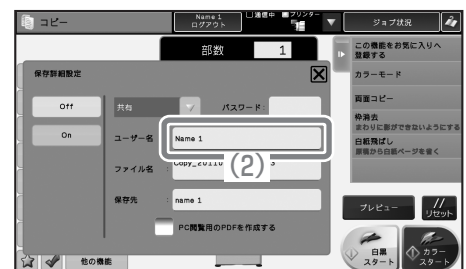 コピー
Name 1
ログアウト
通信中
プリンター
ジョブ状況
部数
1
この機能をお気に入りへ
登録する
カラーモード
両面コピー
枠消去
まわりに影ができないようにする
白紙飛ばし
原稿から白紙ページを省く
プレビュー
リセット
白黒
スタート
カラー
スタート
保存詳細設定
Off
On
共有
パスワード:
ユーザー名
Name 1
(2)
ファイル名 :
保存先 :
name 1
PC閲覧用のPDFを作成する
他の機能